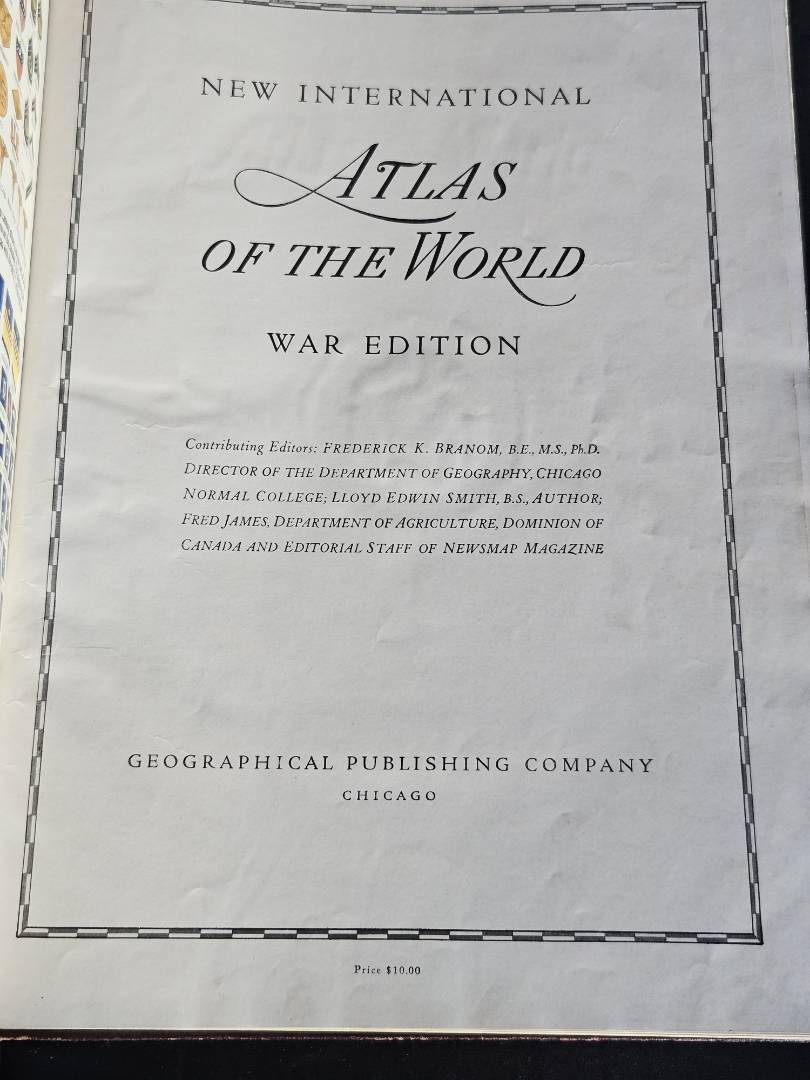 NEW INTERNATIONAL
ATLAS
OF THE WORLD
WAR EDITION
Contributing Editors: FREDERICK K. BRANOM, B.E., M.S., Ph.D.
DIRECTOR OF THE DEPARTMENT OF GEOGRAPHY, CHICAGO
NORMAL COLLEGE; LLOYD EDWIN SMITH, B.S., AUTHOR;
FRED JAMES, DEPARTMENT OF AGRICULTURE, DOMINION OF
CANADA AND EDITORIAL STAFF OF NEWSMAP MAGAZINE
GEOGRAPHICAL PUBLISHING COMPANY
CHICAGO
Price $10.00